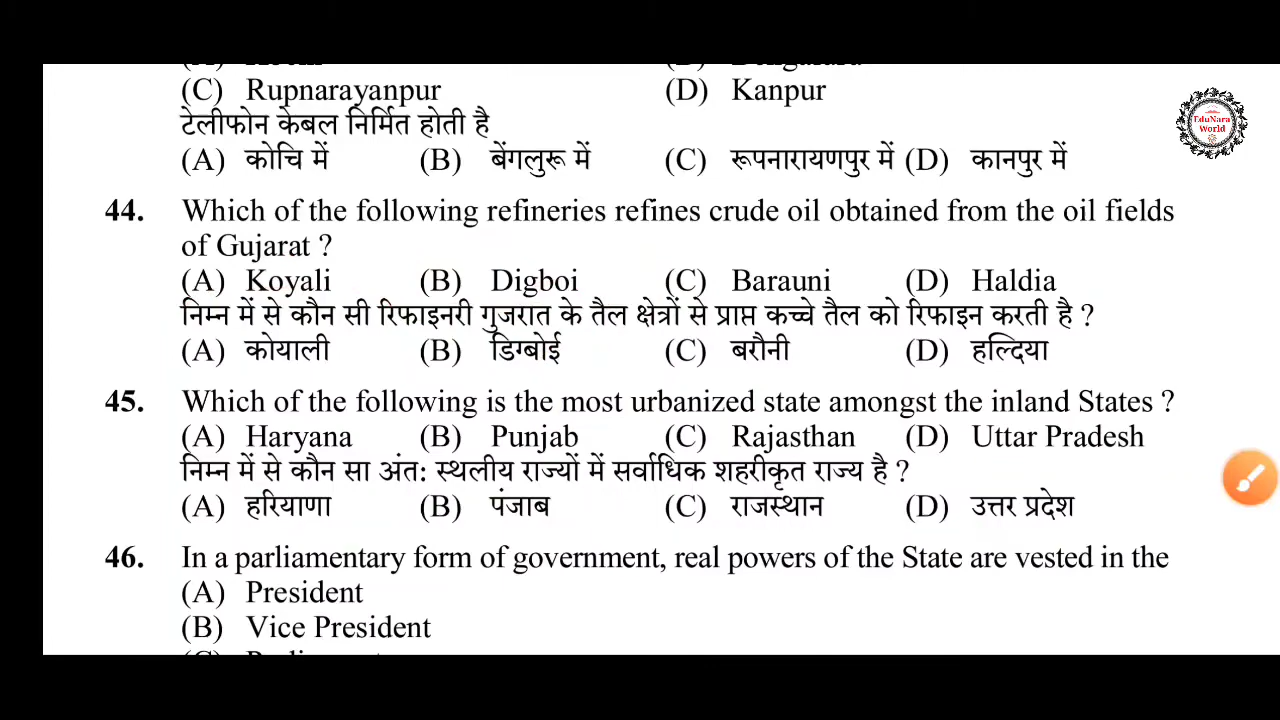 (C) Rupnarayanpur (D) Kanpur
टेलीफोन केबल निर्मित होती है
(A) कोचि में (B) बेंगलुरू में (C) रूपनारायणपुर में (D) कानपुर में
EduNara
World
44. Which of the following refineries refines crude oil obtained from the oil fields
of Gujarat ?
(A) Koyali (B) Digboi (C) Barauni (D) Haldia
निम्न में से कौन सी रिफाइनरी गुजरात के तैल क्षेत्रों से प्राप्त कच्चे तैल को रिफाइन करती है ?
(A) कोयाली (B) डिग्बोई (C) बरौनी (D) हल्दिया
45. Which of the following is the most urbanized state amongst the inland States ?
(A) Haryana (B) Punjab (C) Rajasthan (D) Uttar Pradesh
निम्न में से कौन सा अंत: स्थलीय राज्यों में सर्वाधिक शहरीकृत राज्य है ?
(A) हरियाणा (B) पंजाब (C) राजस्थान (D) उत्तर प्रदेश
46. In a parliamentary form of government, real powers of the State are vested in the
(A) President
(B) Vice President